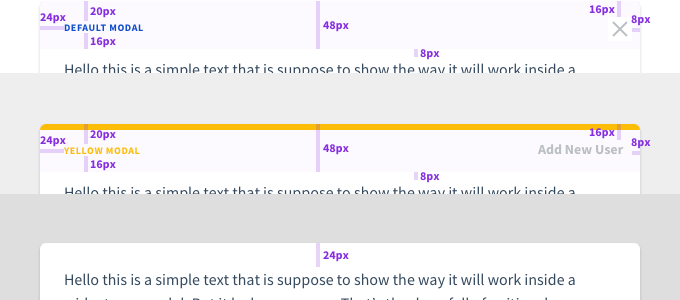 20px
16px
24px
8px
DEFAULT MODAL
48px
16px
8px
Hello this is a simple text that is suppose to show the way it will work inside a
20px
16px
24px
8px
YELLOW MODAL
48px
Add New User
16px
8px
Hello this is a simple text that is suppose to show the way it will work inside a
24px
Hello this is a simple text that is suppose to show the way it will work inside a